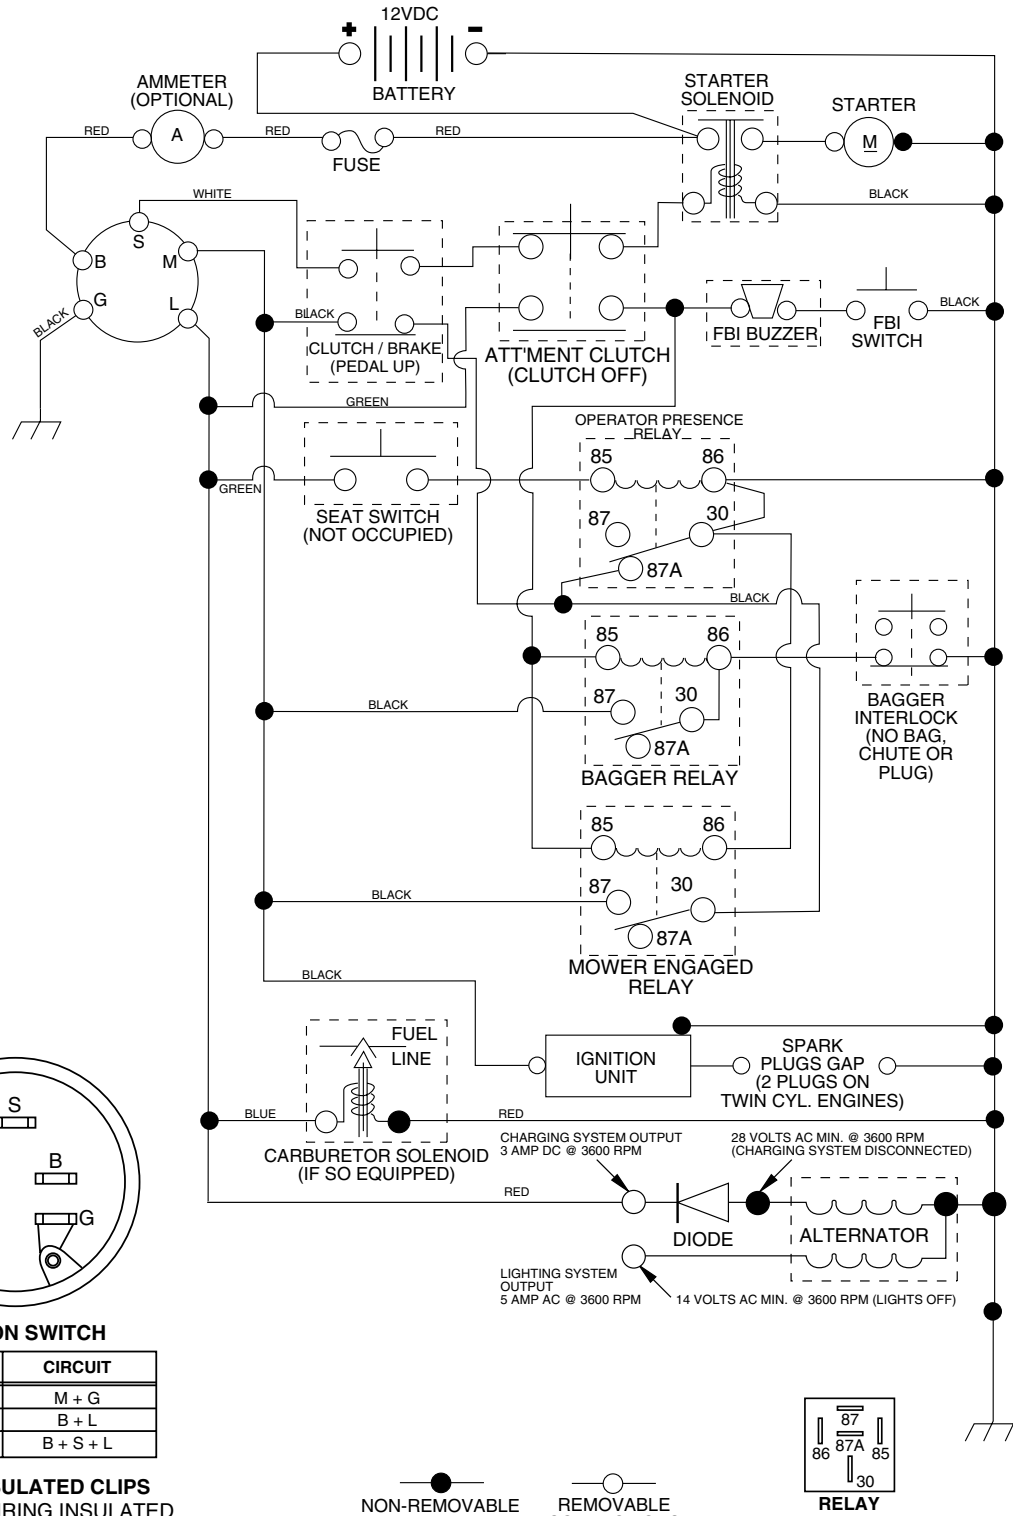 12VDC
+ -
BATTERY
AMMETER
(OPTIONAL)
STARTER
SOLENOID
STARTER
RED
A
RED
FUSE
RED
M
WHITE
BLACK
S
B
M
G
L
BLACK
BLACK
CLUTCH / BRAKE
(PEDAL UP)
ATT'MENT CLUTCH
(CLUTCH OFF)
FBI BUZZER
FBI
SWITCH
BLACK
GREEN
OPERATOR PRESENCE
RELAY
85 86
GREEN
SEAT SWITCH
(NOT OCCUPIED)
87 30
87A
BLACK
85 86
87 30
87A
BLACK
BAGGER RELAY
BAGGER
INTERLOCK
(NO BAG,
CHUTE OR
PLUG)
85 86
87 30
87A
BLACK
MOWER ENGAGED
RELAY
BLACK
FUEL
LINE
IGNITION
UNIT
SPARK
PLUGS GAP
(2 PLUGS ON
TWIN CYL. ENGINES)
BLUE
RED
CARBURETOR SOLENOID
(IF SO EQUIPPED)
CHARGING SYSTEM OUTPUT
3 AMP DC @ 3600 RPM
28 VOLTS AC MIN. @ 3600 RPM
(CHARGING SYSTEM DISCONNECTED)
RED
DIODE
ALTERNATOR
LIGHTING SYSTEM
OUTPUT
5 AMP AC @ 3600 RPM
14 VOLTS AC MIN. @ 3600 RPM (LIGHTS OFF)
S
B
G
ON SWITCH
CIRCUIT
M + G
B + L
B + S + L
SULATED CLIPS
IRING INSULATED
NON-REMOVABLE
REMOVABLE
87
86 87A 85
30
RELAY